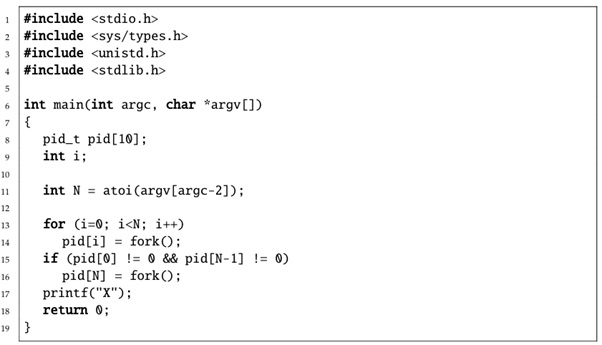 1 #include <stdio.h>
2 #include <sys/types.h>
3 #include <unistd.h>
4 #include <stdlib.h>
5
6 int main(int argc, char *argv[])
7 {
8 pid_t pid[10];
9 int i;
10
11 int N = atoi(argv[argc-2]);
12
13 for (i=0; i<N; i++)
14 pid[i] = fork();
15 if (pid[0] != 0 && pid[N-1] != 0)
16 pid[N] = fork();
17 printf("X");
18 return 0;
19 }